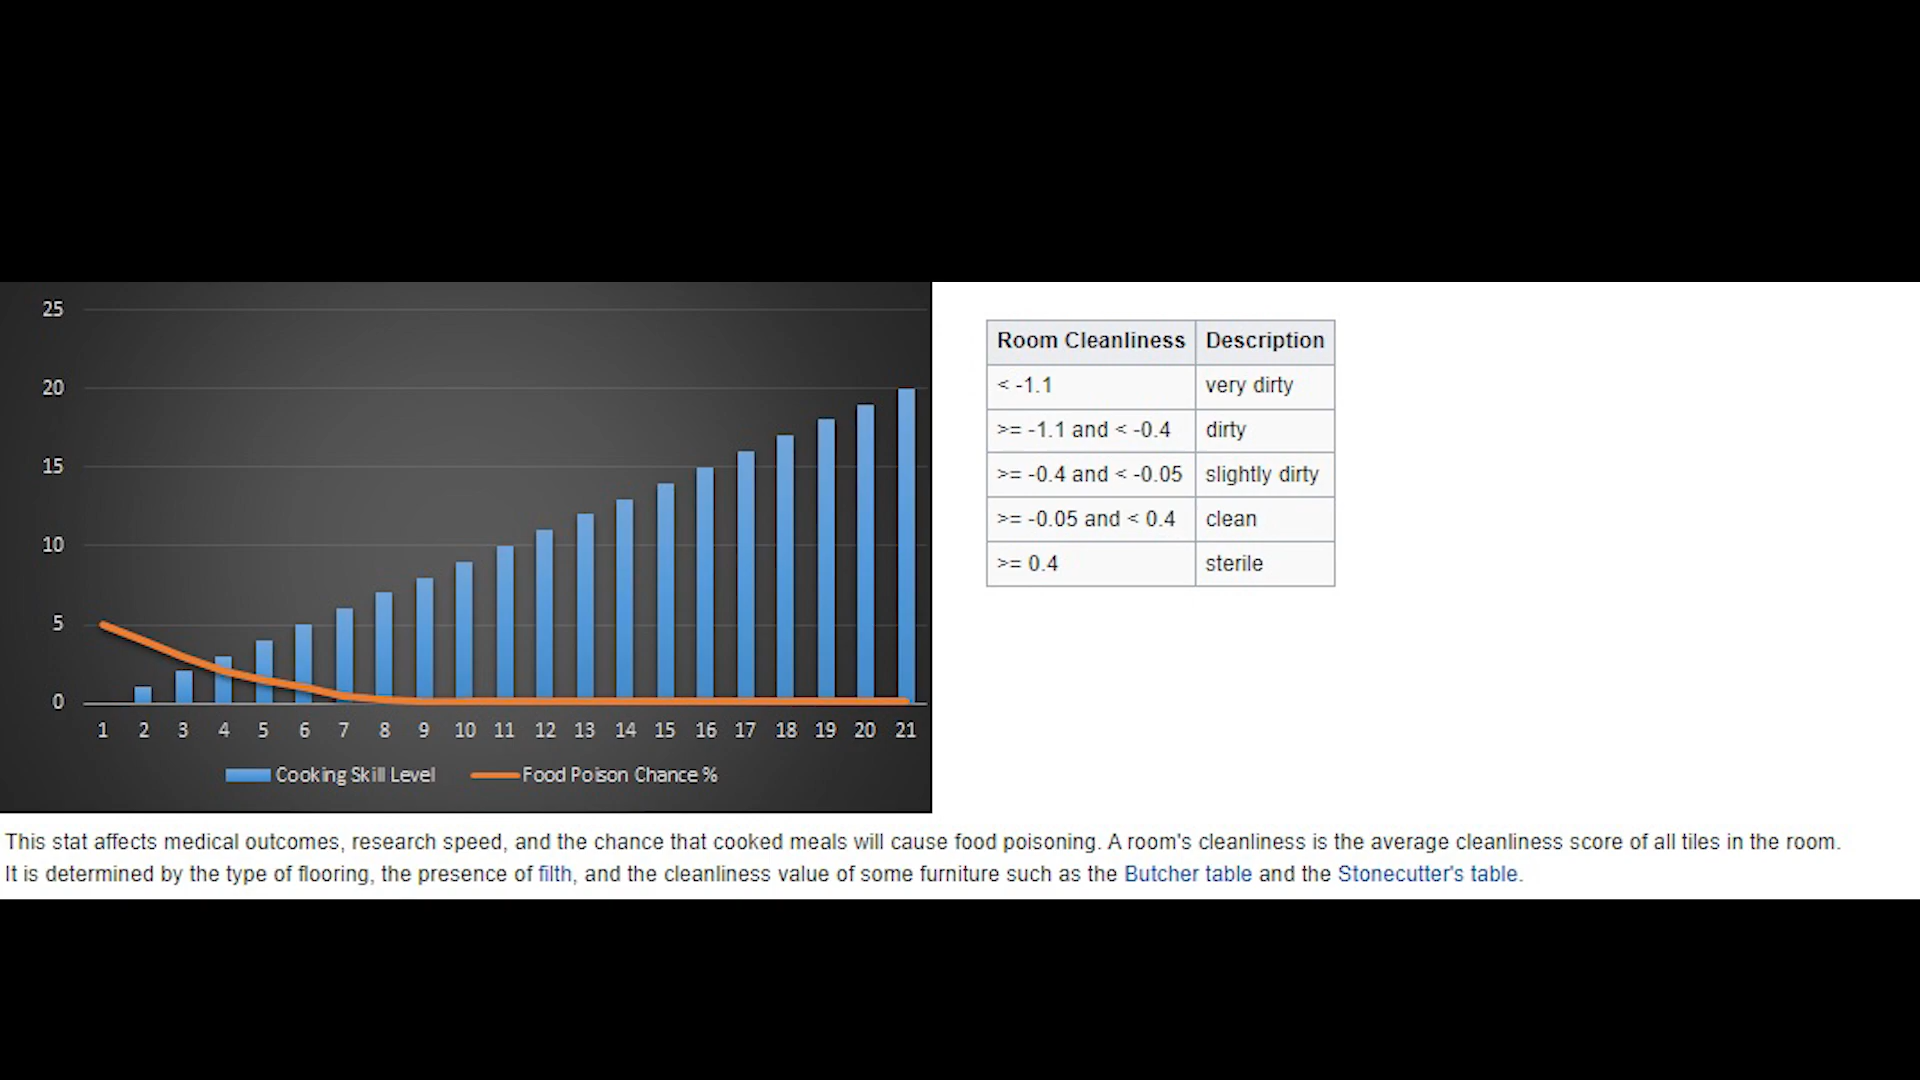 25
20
15
10
5
0
1 2 3 4 5 6 7 8 9 10 11 12 13 14 15 16 17 18 19 20 21
Cooking Skill Level Food Poison Chance %
Room Cleanliness Description
< -1.1 very dirty
>= -1.1 and < -0.4 dirty
>= -0.4 and < -0.05 slightly dirty
>= -0.05 and < 0.4 clean
>= 0.4 sterile
This stat affects medical outcomes, research speed, and the chance that cooked meals will cause food poisoning. A room's cleanliness is the average cleanliness score of all tiles in the room.
It is determined by the type of flooring, the presence of filth, and the cleanliness value of some furniture such as the Butcher table and the Stonecutter's table.